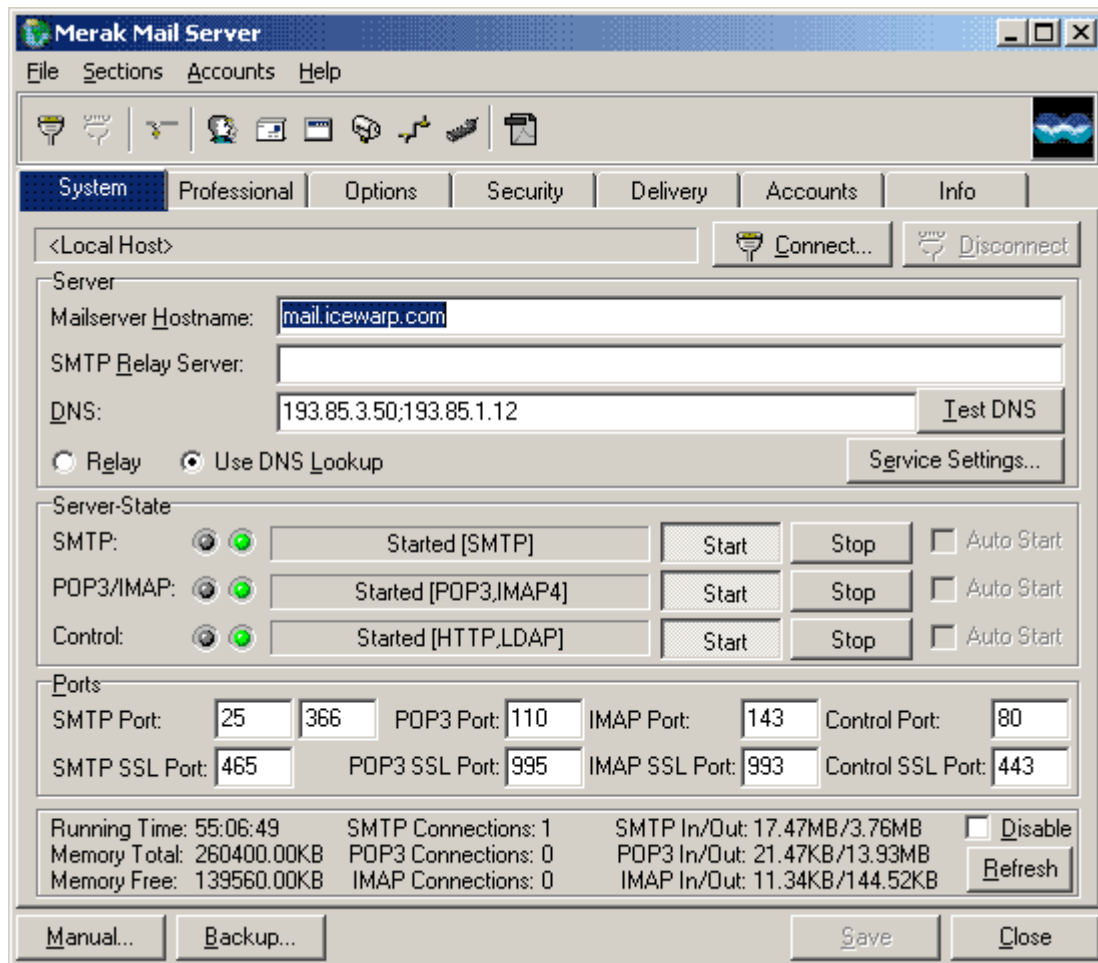 Merak Mail Server
File Sections Accounts Help
System Professional Options Security Delivery Accounts Info
<Local Host> Connect... Disconnect
Server
Mailserver Hostname: mail.icewarp.com
SMTP Relay Server:
DNS: 193.85.3.50;193.85.1.12 Test DNS
Relay Use DNS Lookup Service Settings...
Server-State
SMTP: Started [SMTP] Start Stop Auto Start
POP3/IMAP: Started [POP3,IMAP4] Start Stop Auto Start
Control: Started [HTTP,LDAP] Start Stop Auto Start
Ports
SMTP Port: 25 366 POP3 Port: 110 IMAP Port: 143 Control Port: 80
SMTP SSL Port: 465 POP3 SSL Port: 995 IMAP SSL Port: 993 Control SSL Port: 443
Running Time: 55:06:49 SMTP Connections: 1 SMTP In/Out: 17.47MB/3.76MB Disable
Memory Total: 260400.00KB POP3 Connections: 0 POP3 In/Out: 21.47KB/13.93MB
Memory Free: 139560.00KB IMAP Connections: 0 IMAP In/Out: 11.34KB/144.52KB Refresh
Manual... Backup... Save Close